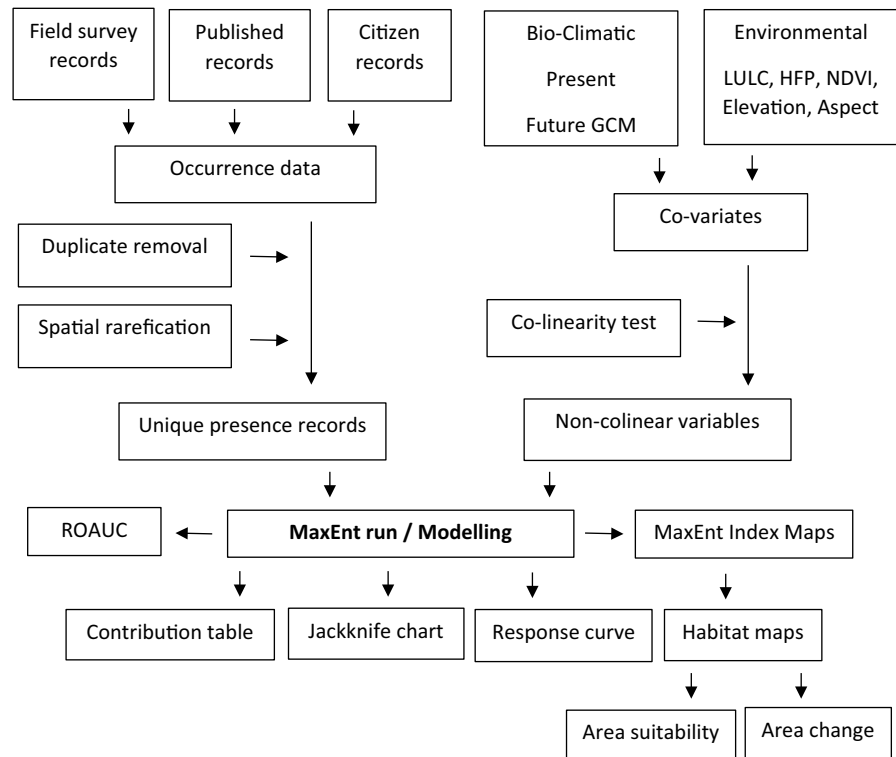 Field survey
records
Published
records
Citizen
records
Bio-Climatic
Present
Future GCM
Environmental
LULC, HFP, NDVI,
Elevation, Aspect
Occurrence data
Co-variates
Duplicate removal
Spatial rarefication
Co-linearity test
Unique presence records
Non-colinear variables
ROAUC
MaxEnt run / Modelling
MaxEnt Index Maps
Contribution table
Jackknife chart
Response curve
Habitat maps
Area suitability
Area change